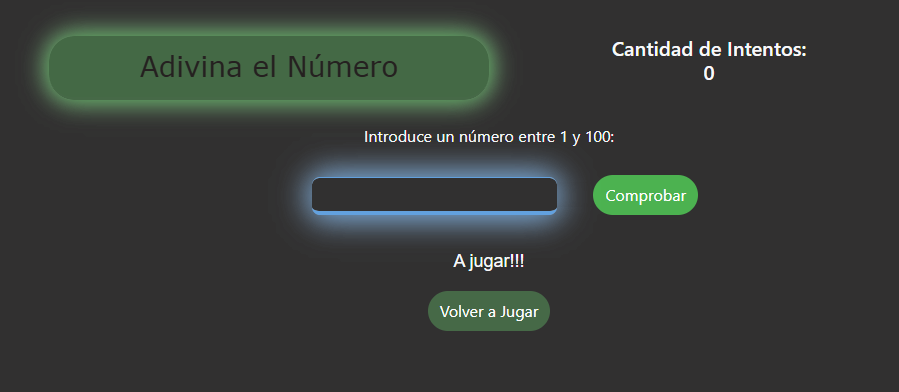 Adivina el Número
Cantidad de Intentos:
0
Introduce un número entre 1 y 100:
Comprobar
A jugar!!!
Volver a Jugar